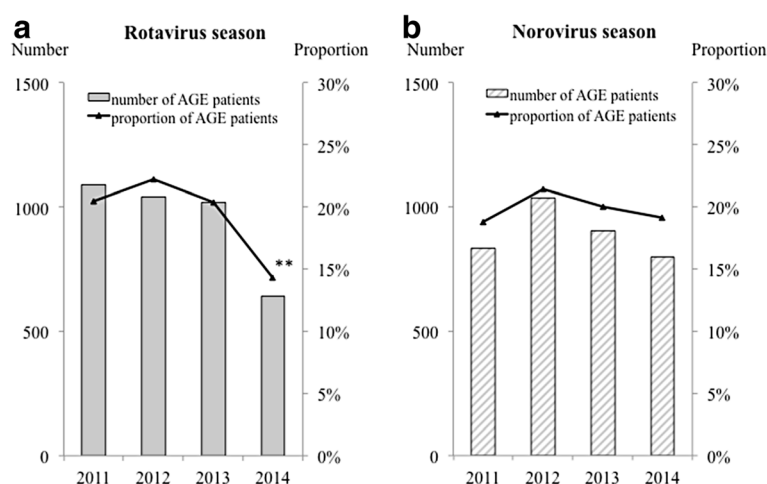 a
Rotavirus season
Number
Proportion
1500
30%
number of AGE patients
proportion of AGE patients
25%
1000
20%
**
15%
500
10%
5%
0
0%
2011 2012 2013 2014
b
Norovirus season
Number
Proportion
1500
30%
number of AGE patients
proportion of AGE patients
25%
1000
20%
15%
500
10%
5%
0
0%
2011 2012 2013 2014